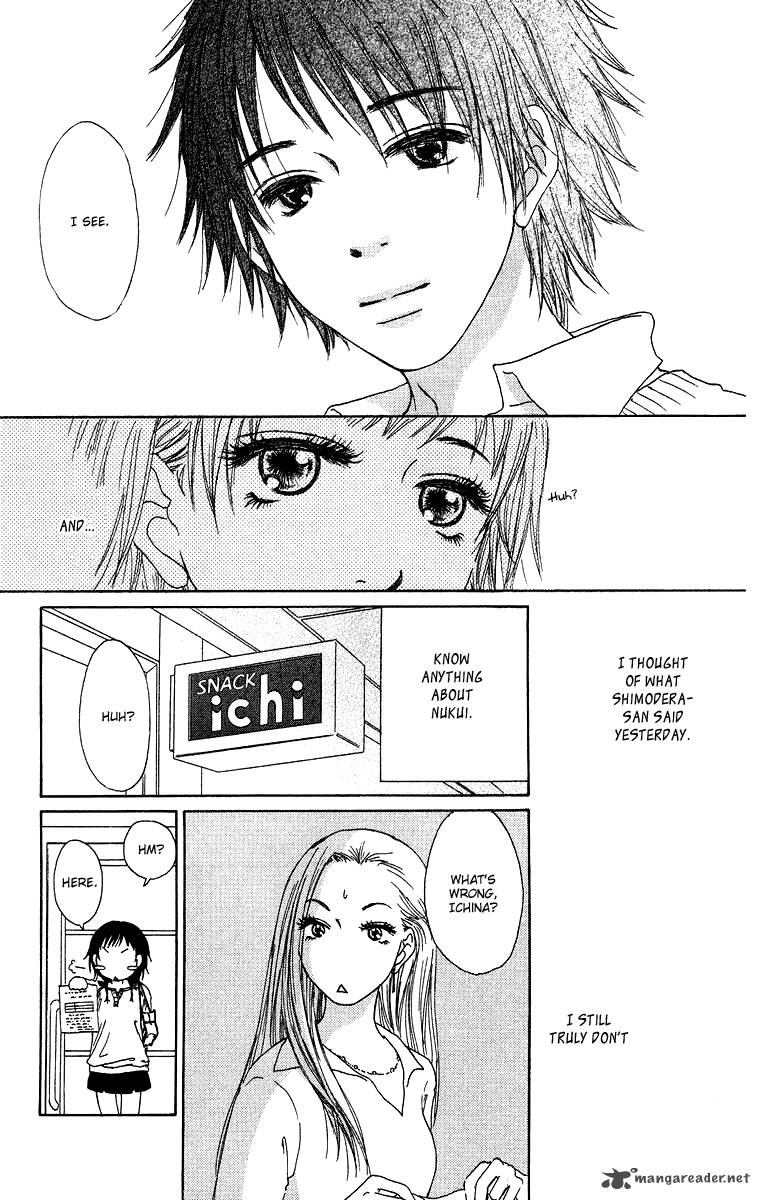 I SEE.
Huh?
AND...
I THOUGHT
OF WHAT
SHIMODERA-
SAN SAID
YESTERDAY.
I STILL
TRULY DON'T
KNOW
ANYTHING
ABOUT
NUKUI.
SNACK
ichi
HUH?
WHAT'S
WRONG,
ICHINA?
HM?
HERE.
mangareader.net